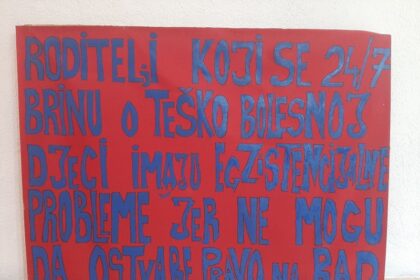 RODITELJI KOJI SE 24/7
BRINU O TEŠKO BOLESNOJ
DJECI IMAJU EGZISTENCIJALNE
PROBLEME JER NE MOGU
DA OSTVARE PRAVO NA RAD